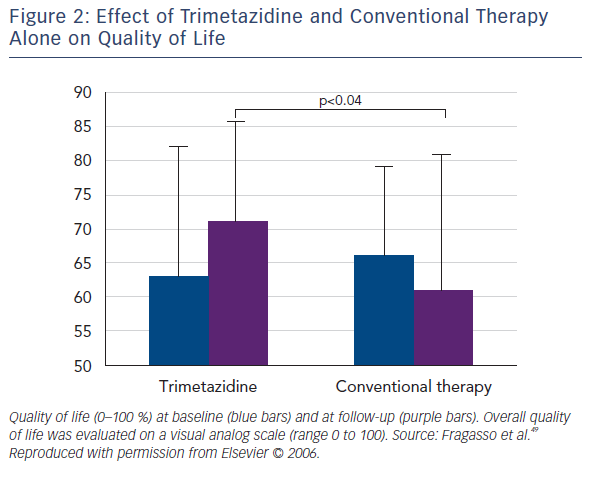 Figure 2: Effect of Trimetazidine and Conventional Therapy
Alone on Quality of Life
90
p<0.04
85
80
75
70
65
60
55
50
Trimetazidine
Conventional therapy
Quality of life (0–100 %) at baseline (blue bars) and at follow-up (purple bars). Overall quality
of life was evaluated on a visual analog scale (range 0 to 100). Source: Fragasso et al.⁴⁹
Reproduced with permission from Elsevier © 2006.